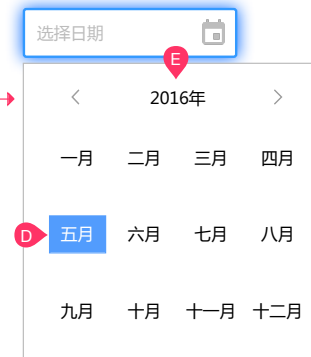 选择日期
E
2016年
一月 二月 三月 四月
D 五月 六月 七月 八月
九月 十月 十一月 十二月